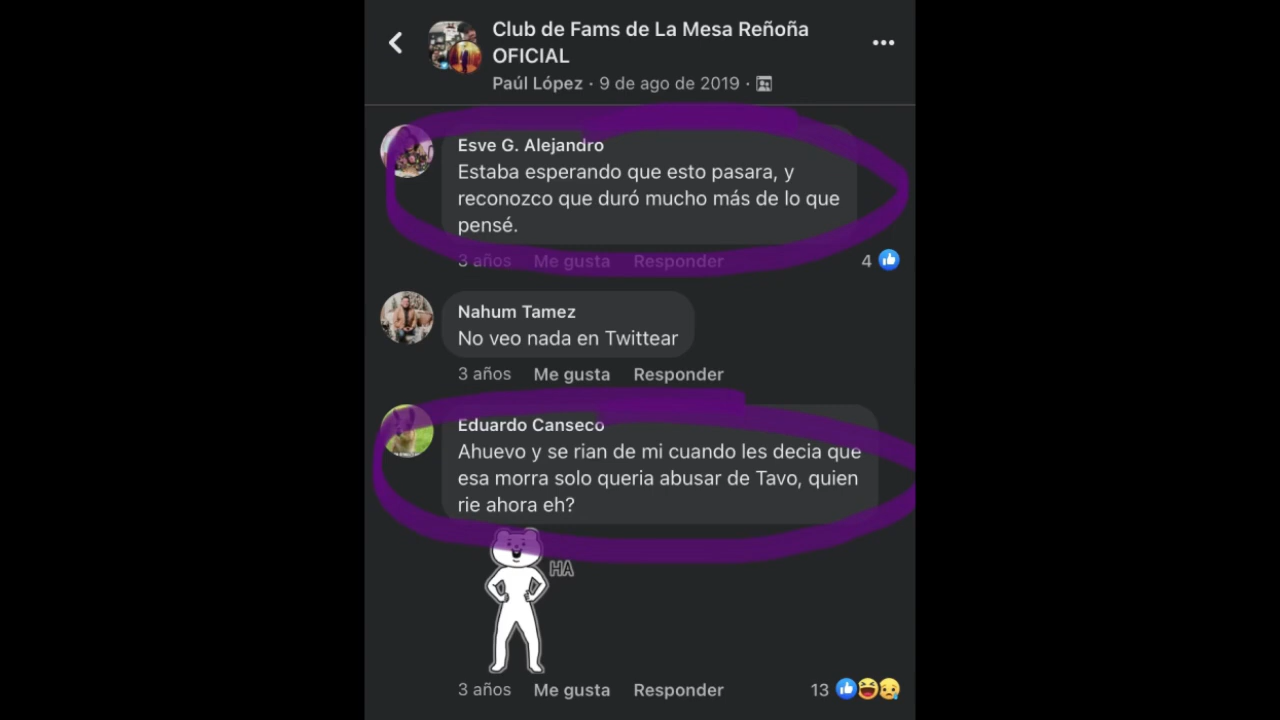 Club de Fams de La Mesa Reñoña
OFICIAL
Paúl López · 9 de ago de 2019 ·
Esve G. Alejandro
Estaba esperando que esto pasara, y
reconozco que duró mucho más de lo que
pensé.
3 años Me gusta Responder 4
Nahum Tamez
No veo nada en Twittear
3 años Me gusta Responder
Eduardo Canseco
Ahuevo y se rian de mi cuando les decia que
esa morra solo queria abusar de Tavo, quien
rie ahora eh?
HA
3 años Me gusta Responder 13